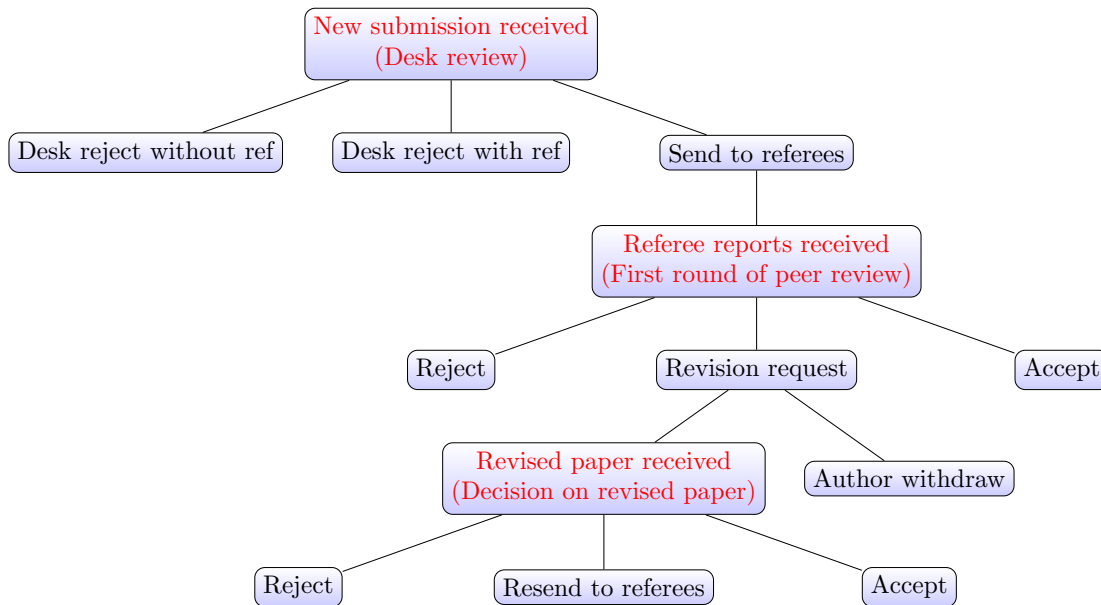 New submission received
(Desk review)
Desk reject without ref
Desk reject with ref
Send to referees
Referee reports received
(First round of peer review)
Reject
Revision request
Accept
Revised paper received
(Decision on revised paper)
Author withdraw
Reject
Resend to referees
Accept